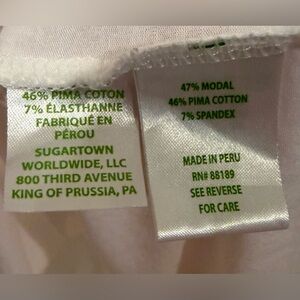 46% PIMA COTON
7% ÉLASTHANNE
FABRIQUÉ EN
PÉROU
SUGARTOWN
WORLDWIDE, LLC
800 THIRD AVENUE
KING OF PRUSSIA, PA
47% MODAL
46% PIMA COTTON
7% SPANDEX
MADE IN PERU
RN# 88189
SEE REVERSE
FOR CARE